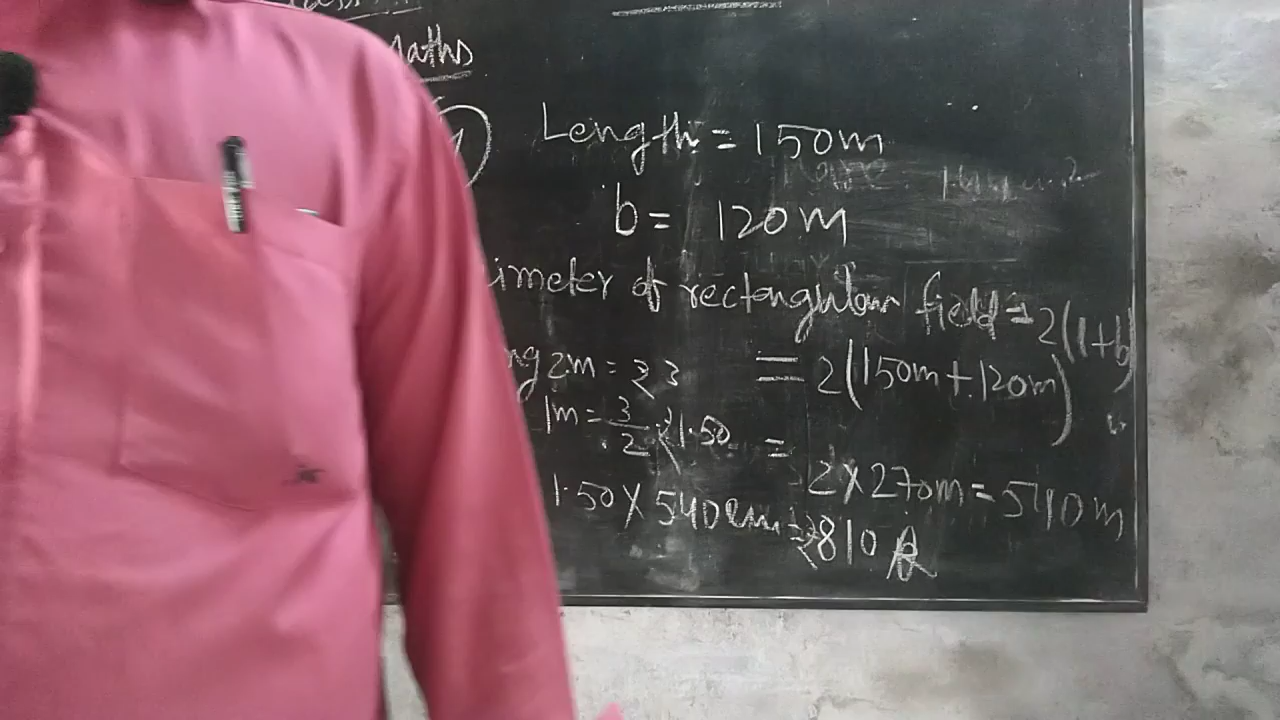 Maths
Length = 150m
b = 120m
imeter of rectangular field = 2(l+b)
ng 2m = ₹3 = 2(150m+120m)
1m = 3/2 ₹1.50 =
2×270m = 540m
1.50 × 540 = ₹810